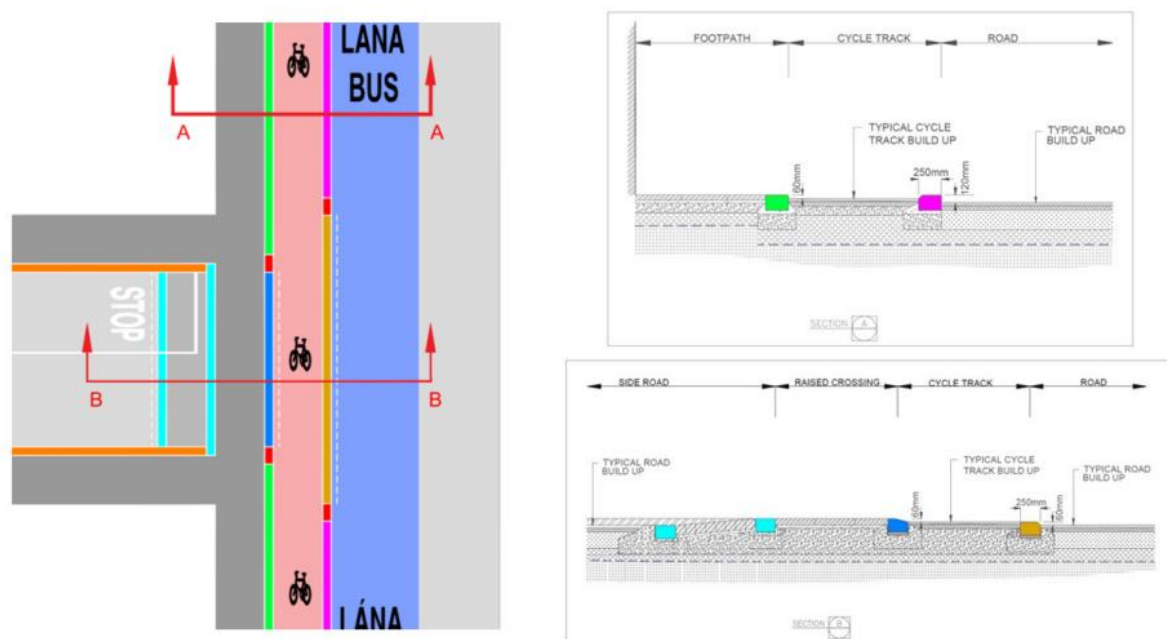 LANA
BUS
A
A
STOP
B
B
LÁNA
FOOTPATH
CYCLE TRACK
ROAD
TYPICAL CYCLE
TRACK BUILD UP
TYPICAL ROAD
BUILD UP
250mm
60mm
120mm
SECTION
A
SIDE ROAD
RAISED CROSSING
CYCLE TRACK
ROAD
TYPICAL ROAD
BUILD UP
TYPICAL CYCLE
TRACK BUILD UP
TYPICAL ROAD
BUILD UP
60mm
250mm
60mm
SECTION
B